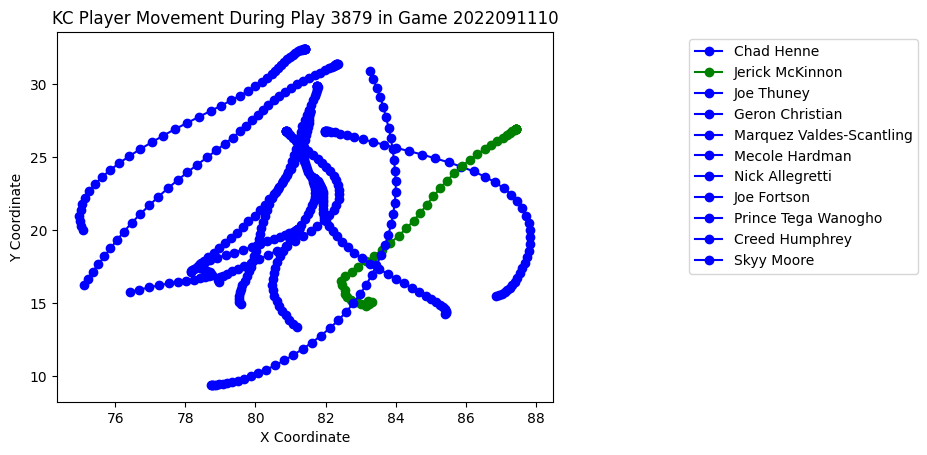 KC Player Movement During Play 3879 in Game 2022091110
Y Coordinate
30
25
20
15
10
76 78 80 82 84 86 88
X Coordinate
Chad Henne
Jerick McKinnon
Joe Thuney
Geron Christian
Marquez Valdes-Scantling
Mecole Hardman
Nick Allegretti
Joe Fortson
Prince Tega Wanogho
Creed Humphrey
Skyy Moore